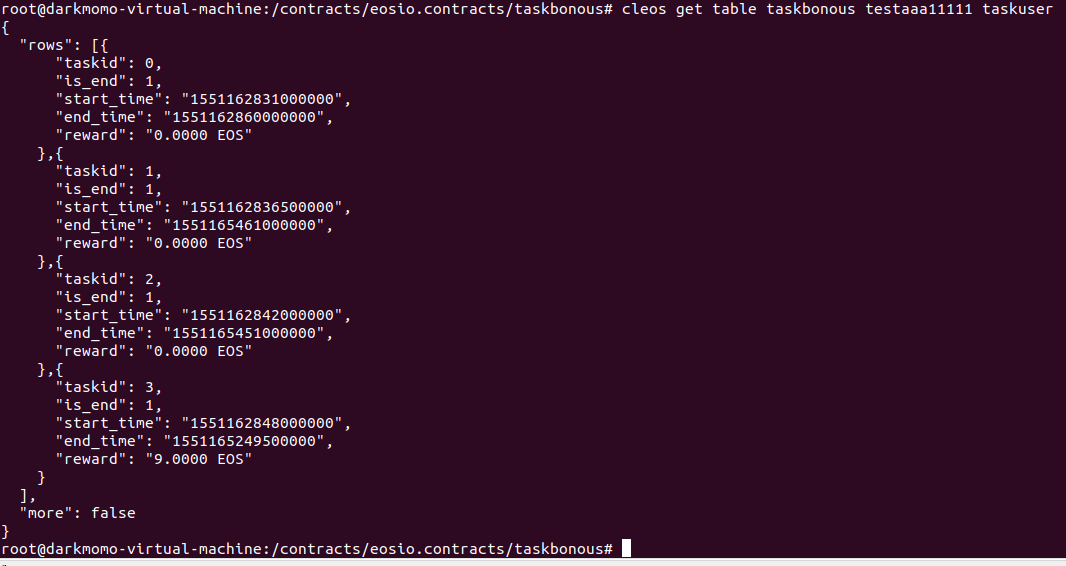 root@darkmomo-virtual-machine:/contracts/eosio.contracts/taskbonous# cleos get table taskbonous testaaa11111 taskuser
{
  "rows": [{
      "taskid": 0,
      "is_end": 1,
      "start_time": "1551162831000000",
      "end_time": "1551162860000000",
      "reward": "0.0000 EOS"
    },{
      "taskid": 1,
      "is_end": 1,
      "start_time": "1551162836500000",
      "end_time": "1551165461000000",
      "reward": "0.0000 EOS"
    },{
      "taskid": 2,
      "is_end": 1,
      "start_time": "1551162842000000",
      "end_time": "1551165451000000",
      "reward": "0.0000 EOS"
    },{
      "taskid": 3,
      "is_end": 1,
      "start_time": "1551162848000000",
      "end_time": "1551165249500000",
      "reward": "9.0000 EOS"
    }
  ],
  "more": false
}
root@darkmomo-virtual-machine:/contracts/eosio.contracts/taskbonous#